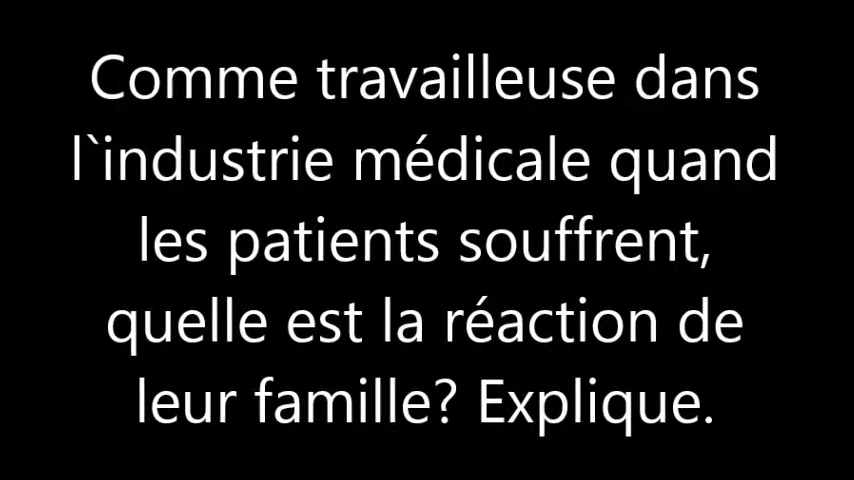 Comme travailleuse dans
l`industrie médicale quand
les patients souffrent,
quelle est la réaction de
leur famille? Explique.